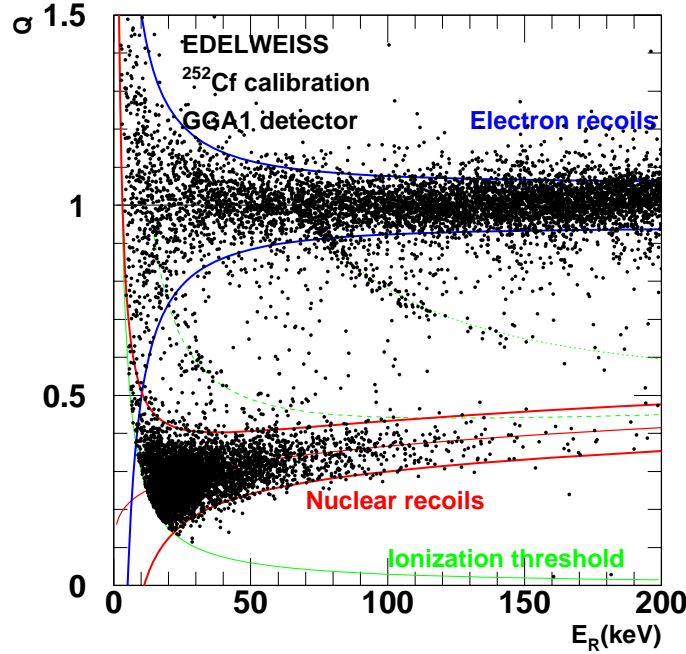 Q
1.5
EDELWEISS
²⁵²Cf calibration
GGA1 detector
Electron recoils
1
0.5
Nuclear recoils
Ionization threshold
0
0 50 100 150 200
E_R(keV)